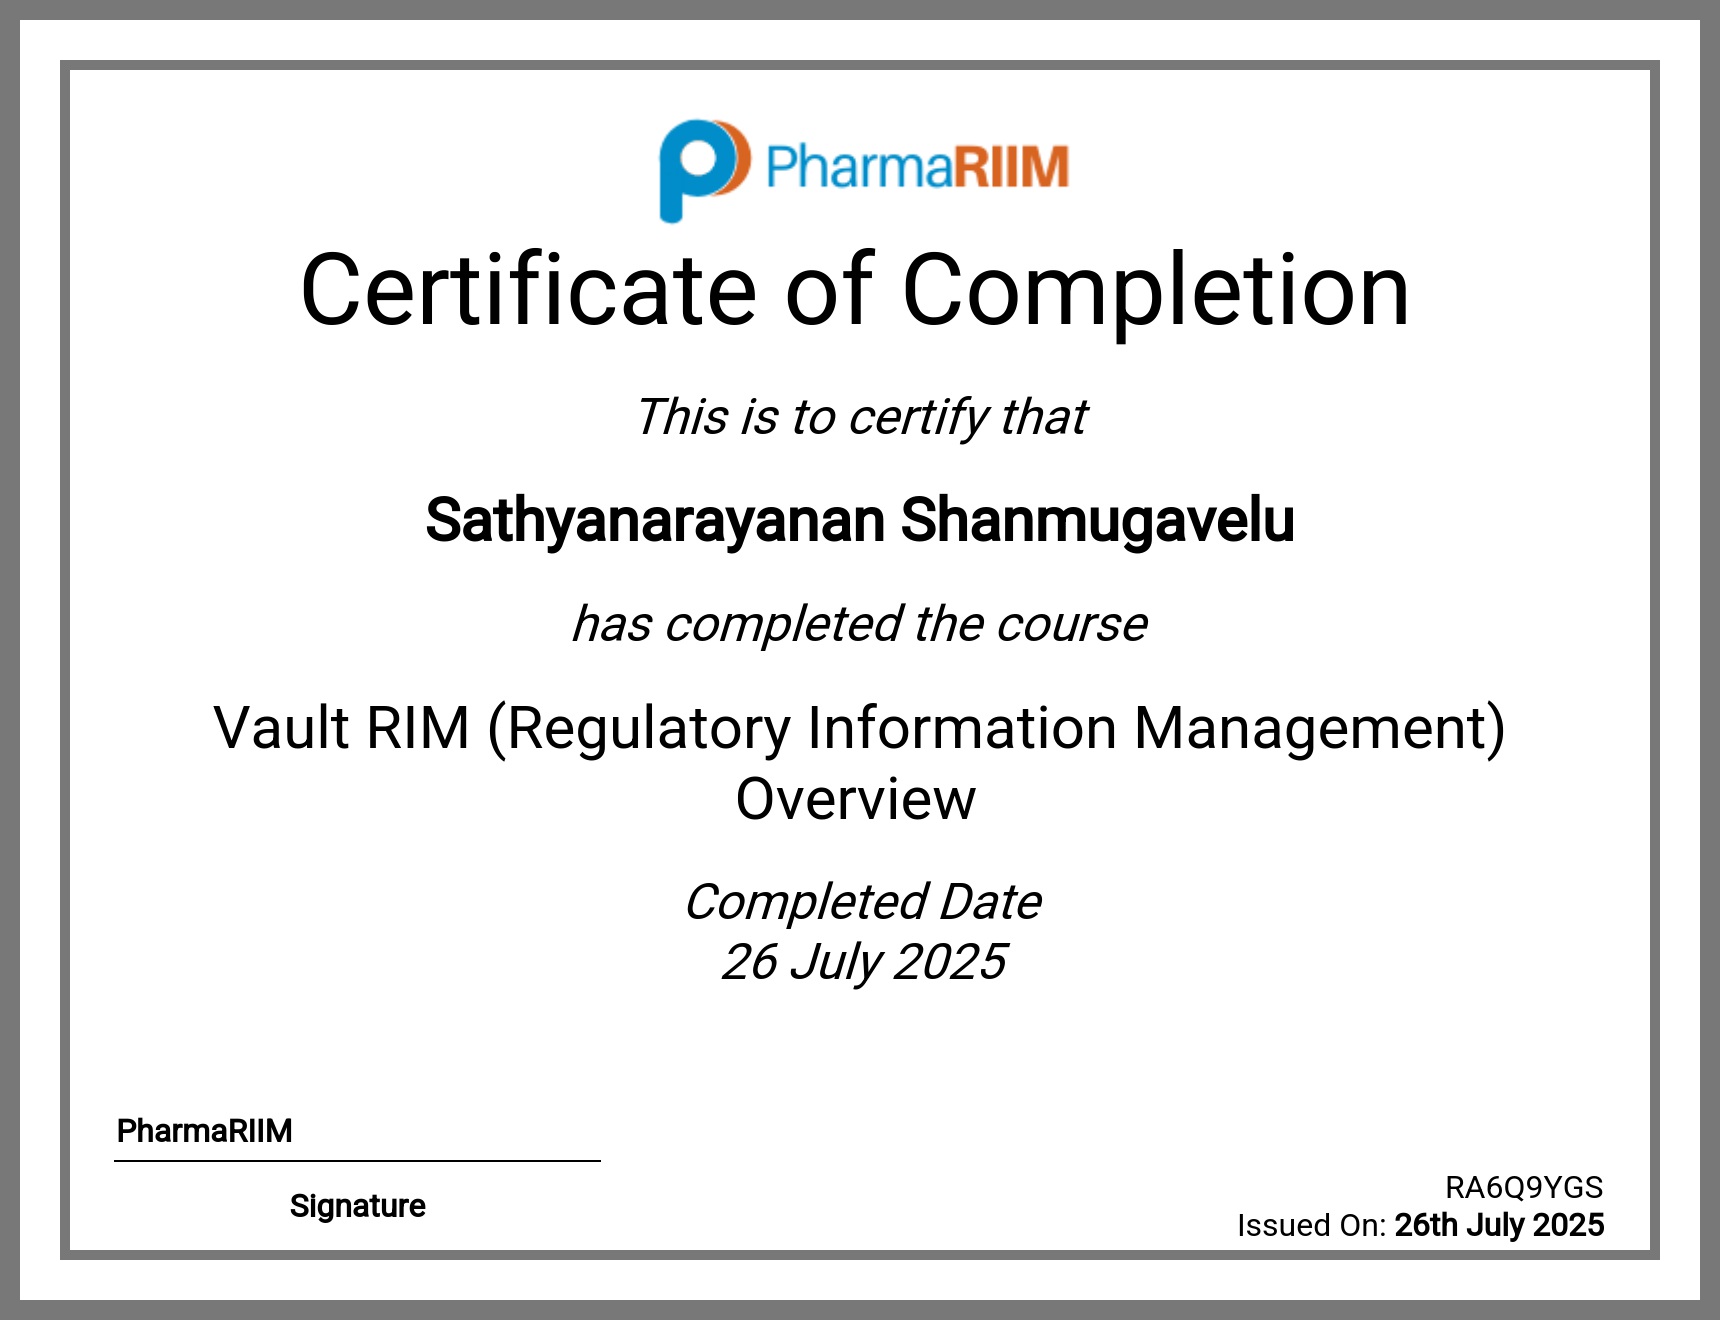 PharmaRIIM
Certificate of Completion
This is to certify that
Sathyanarayanan Shanmugavelu
has completed the course
Vault RIM (Regulatory Information Management)
Overview
Completed Date
26 July 2025
PharmaRIIM
Signature
RA6Q9YGS
Issued On: 26th July 2025